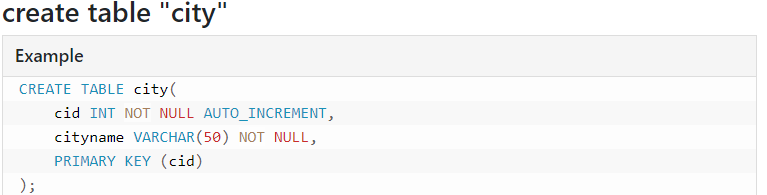 create table "city"
Example
CREATE TABLE city(
    cid INT NOT NULL AUTO_INCREMENT,
    cityname VARCHAR(50) NOT NULL,
    PRIMARY KEY (cid)
);